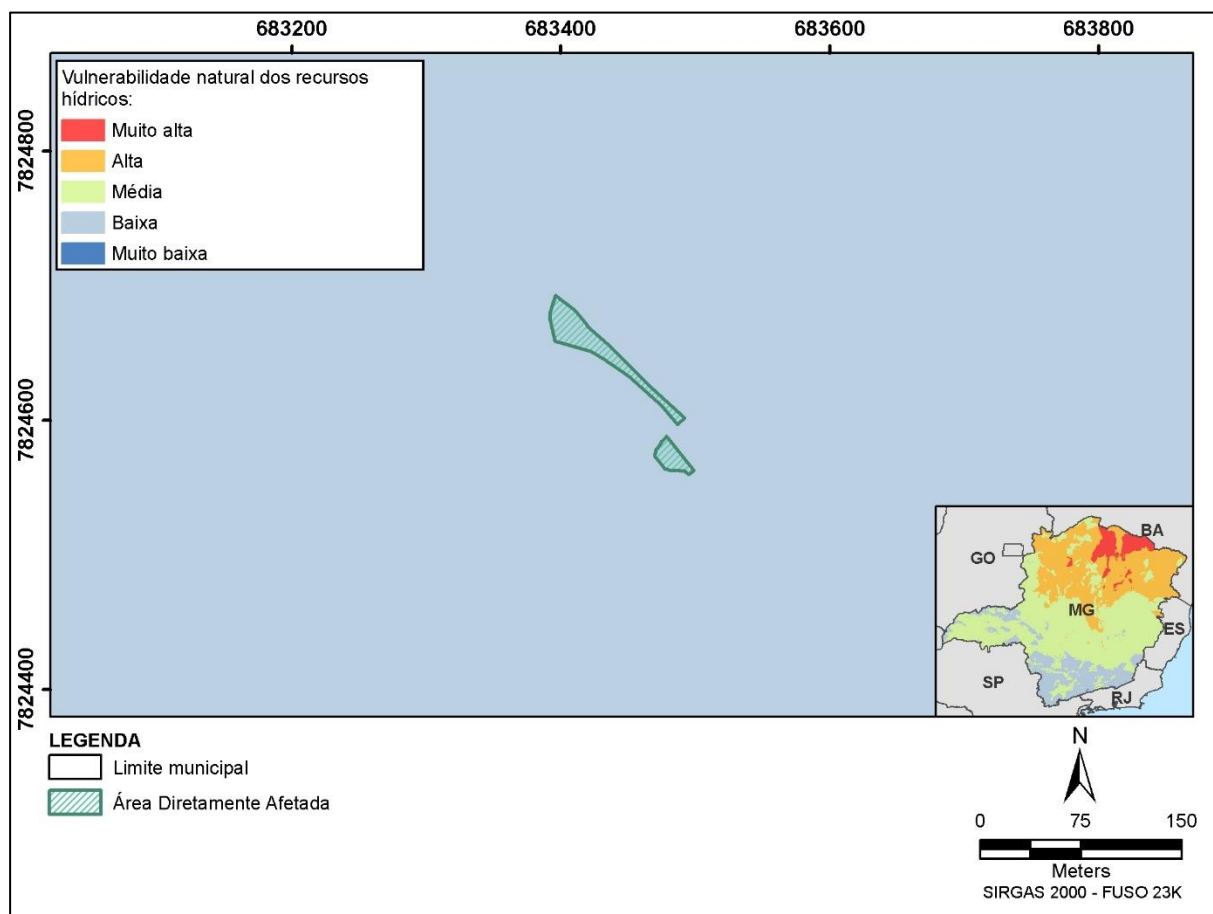 683200
683400
683600
683800
7824800
7824600
7824400
Vulnerabilidade natural dos recursos
hídricos:
Muito alta
Alta
Média
Baixa
Muito baixa
BA
GO
MG
ES
SP
RJ
LEGENDA
Limite municipal
Área Diretamente Afetada
N
0 75 150
Meters
SIRGAS 2000 - FUSO 23K